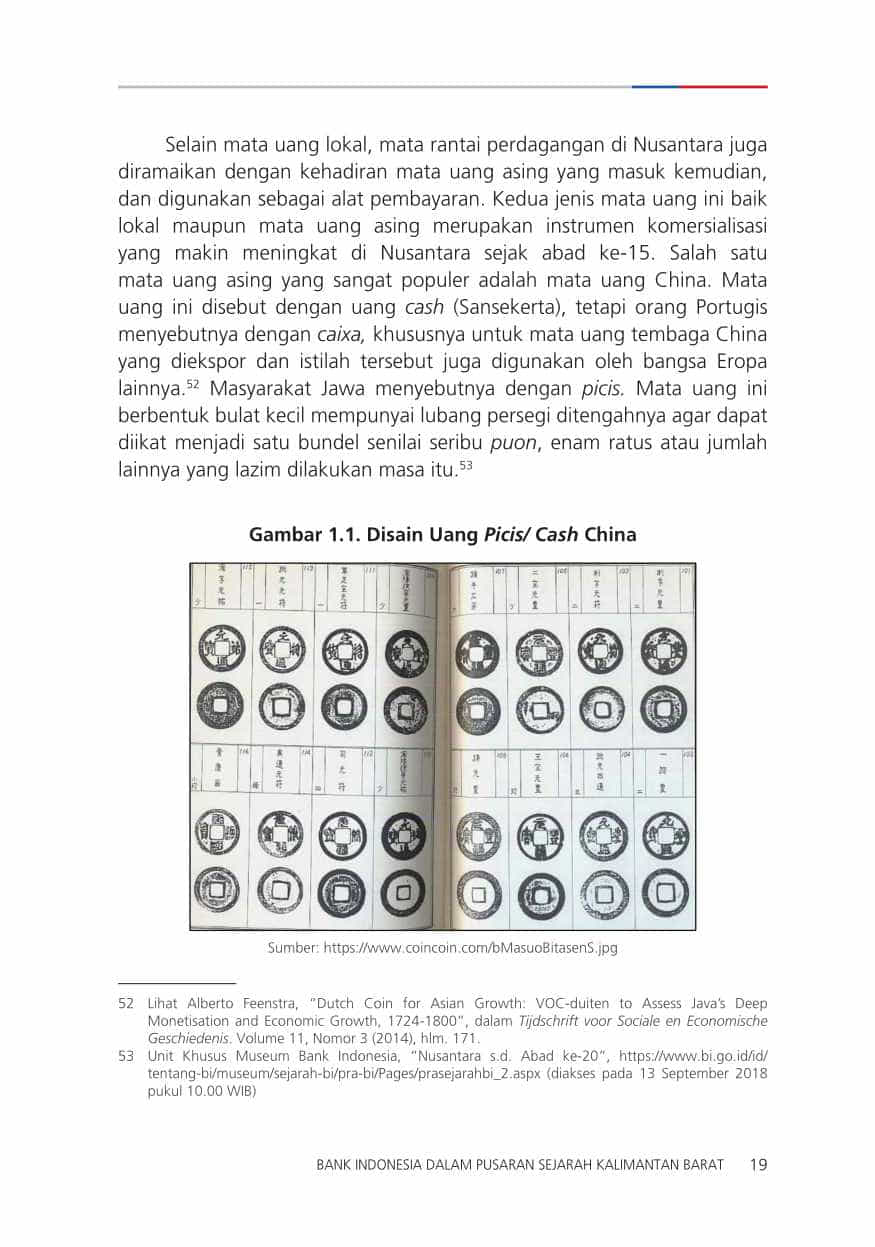 Selain mata uang lokal, mata rantai perdagangan di Nusantara juga
diramaikan dengan kehadiran mata uang asing yang masuk kemudian,
dan digunakan sebagai alat pembayaran. Kedua jenis mata uang ini baik
lokal maupun mata uang asing merupakan instrumen komersialisasi
yang makin meningkat di Nusantara sejak abad ke-15. Salah satu
mata uang asing yang sangat populer adalah mata uang China. Mata
uang ini disebut dengan uang cash (Sansekerta), tetapi orang Portugis
menyebutnya dengan caixa, khususnya untuk mata uang tembaga China
yang diekspor dan istilah tersebut juga digunakan oleh bangsa Eropa
lainnya.52 Masyarakat Jawa menyebutnya dengan picis. Mata uang ini
berbentuk bulat kecil mempunyai lubang persegi ditengahnya agar dapat
diikat menjadi satu bundel senilai seribu puon, enam ratus atau jumlah
lainnya yang lazim dilakukan masa itu.53
Gambar 1.1. Disain Uang Picis/ Cash China
Sumber: https://www.coincoin.com/bMasuoBitasenS.jpg
52 Lihat Alberto Feenstra, “Dutch Coin for Asian Growth: VOC-duiten to Assess Java’s Deep
Monetisation and Economic Growth, 1724-1800”, dalam Tijdschrift voor Sociale en Economische
Geschiedenis. Volume 11, Nomor 3 (2014), hlm. 171.
53 Unit Khusus Museum Bank Indonesia, “Nusantara s.d. Abad ke-20”, https://www.bi.go.id/id/
tentang-bi/museum/sejarah-bi/pra-bi/Pages/prasejarahbi_2.aspx (diakses pada 13 September 2018
pukul 10.00 WIB)
BANK INDONESIA DALAM PUSARAN SEJARAH KALIMANTAN BARAT 19